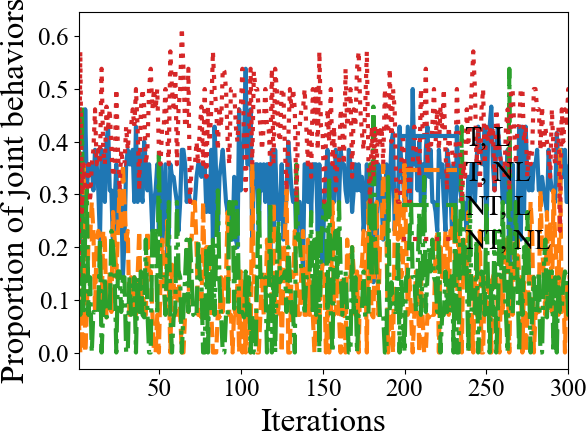 Proportion of joint behaviors
0.6
0.5
0.4
0.3
0.2
0.1
0.0
T, L
T, NL
NT, L
NT, NL
50 100 150 200 250 300
Iterations